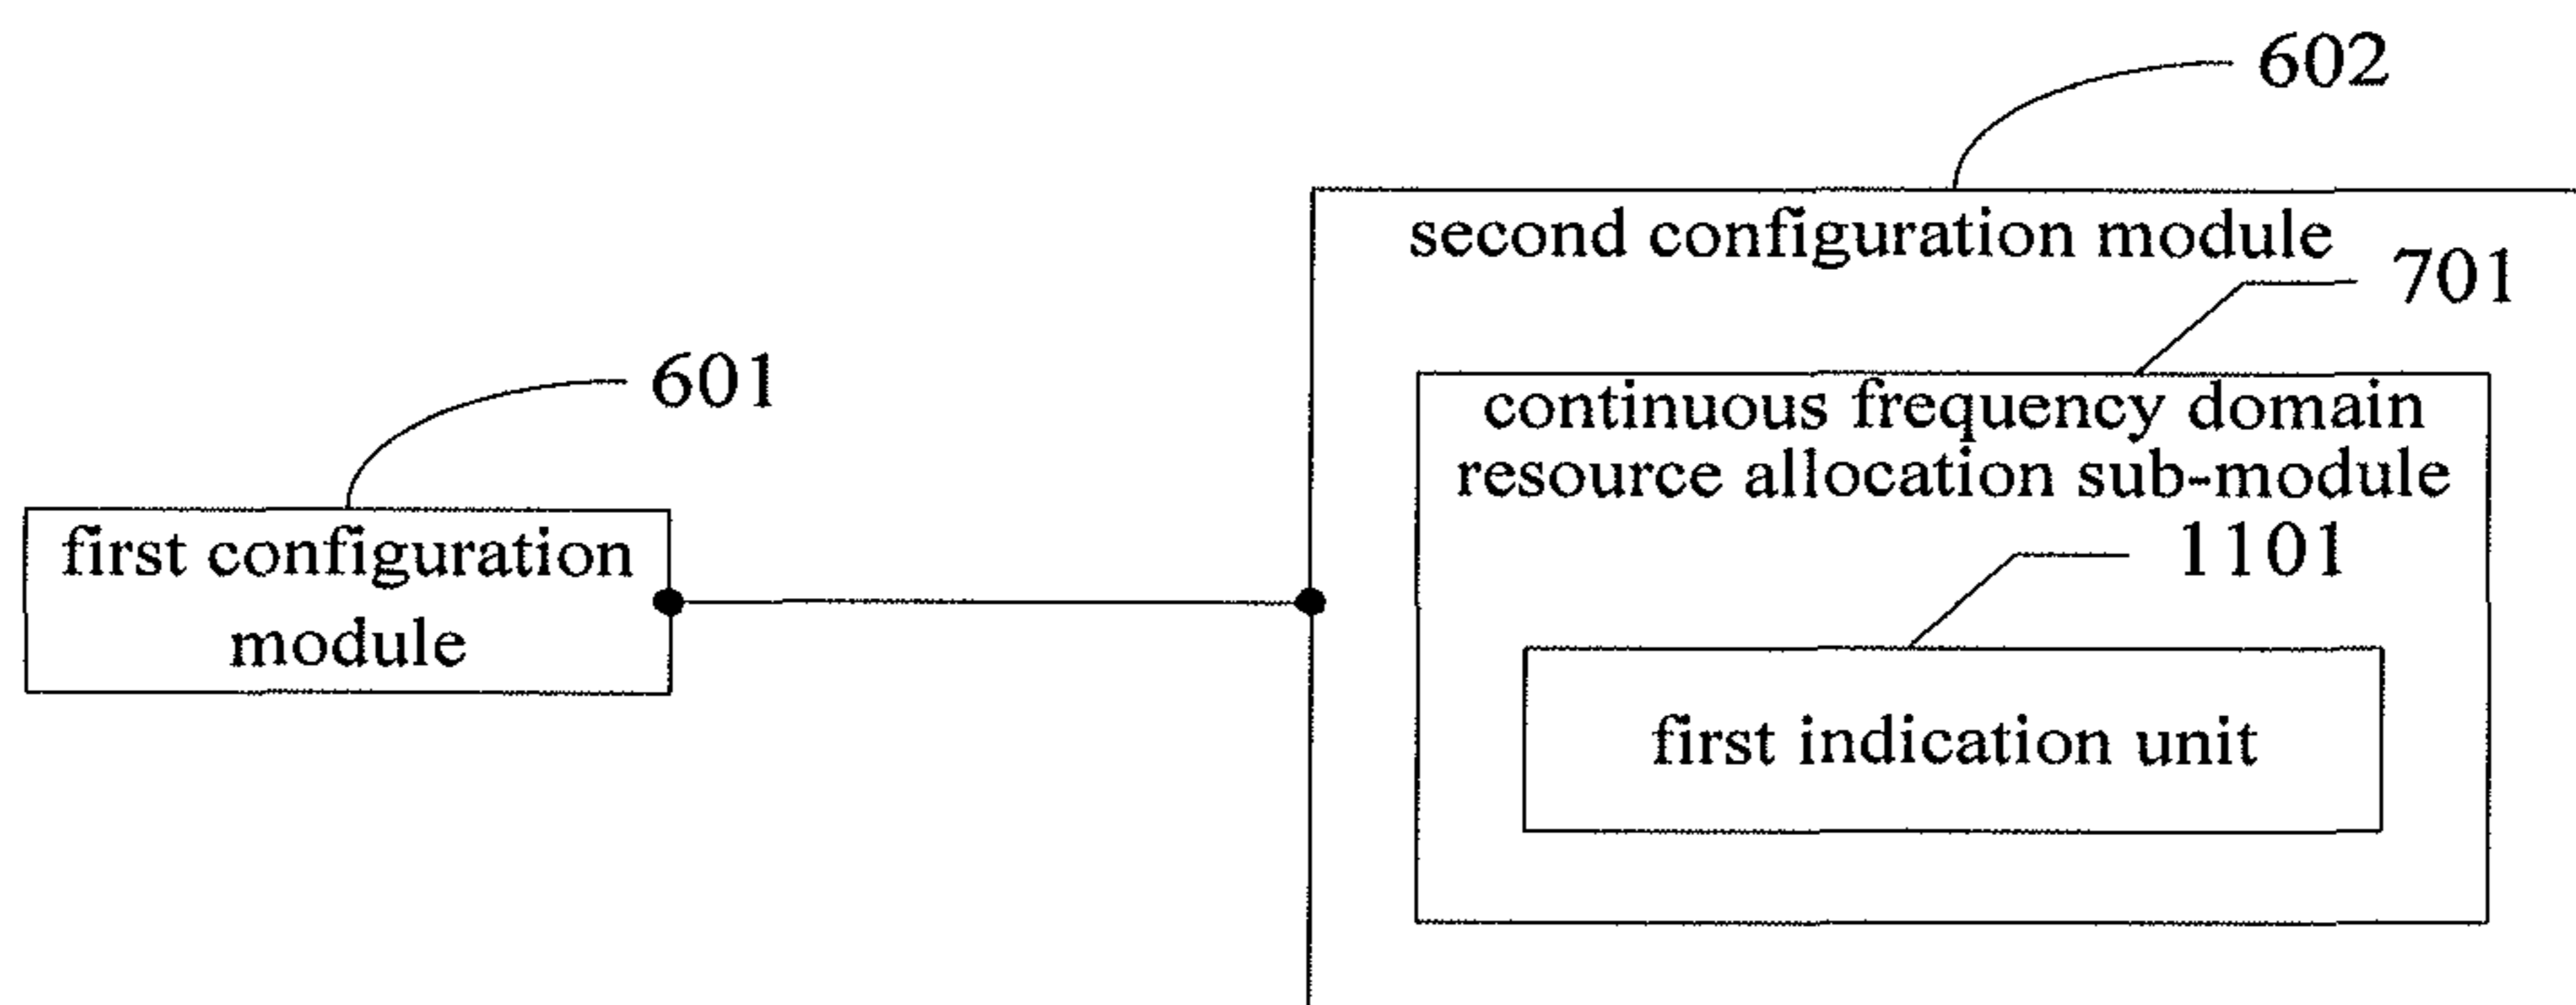 602
second configuration module
701
601
continuous frequency domain
resource allocation sub-module
first configuration
module
1101
first indication unit